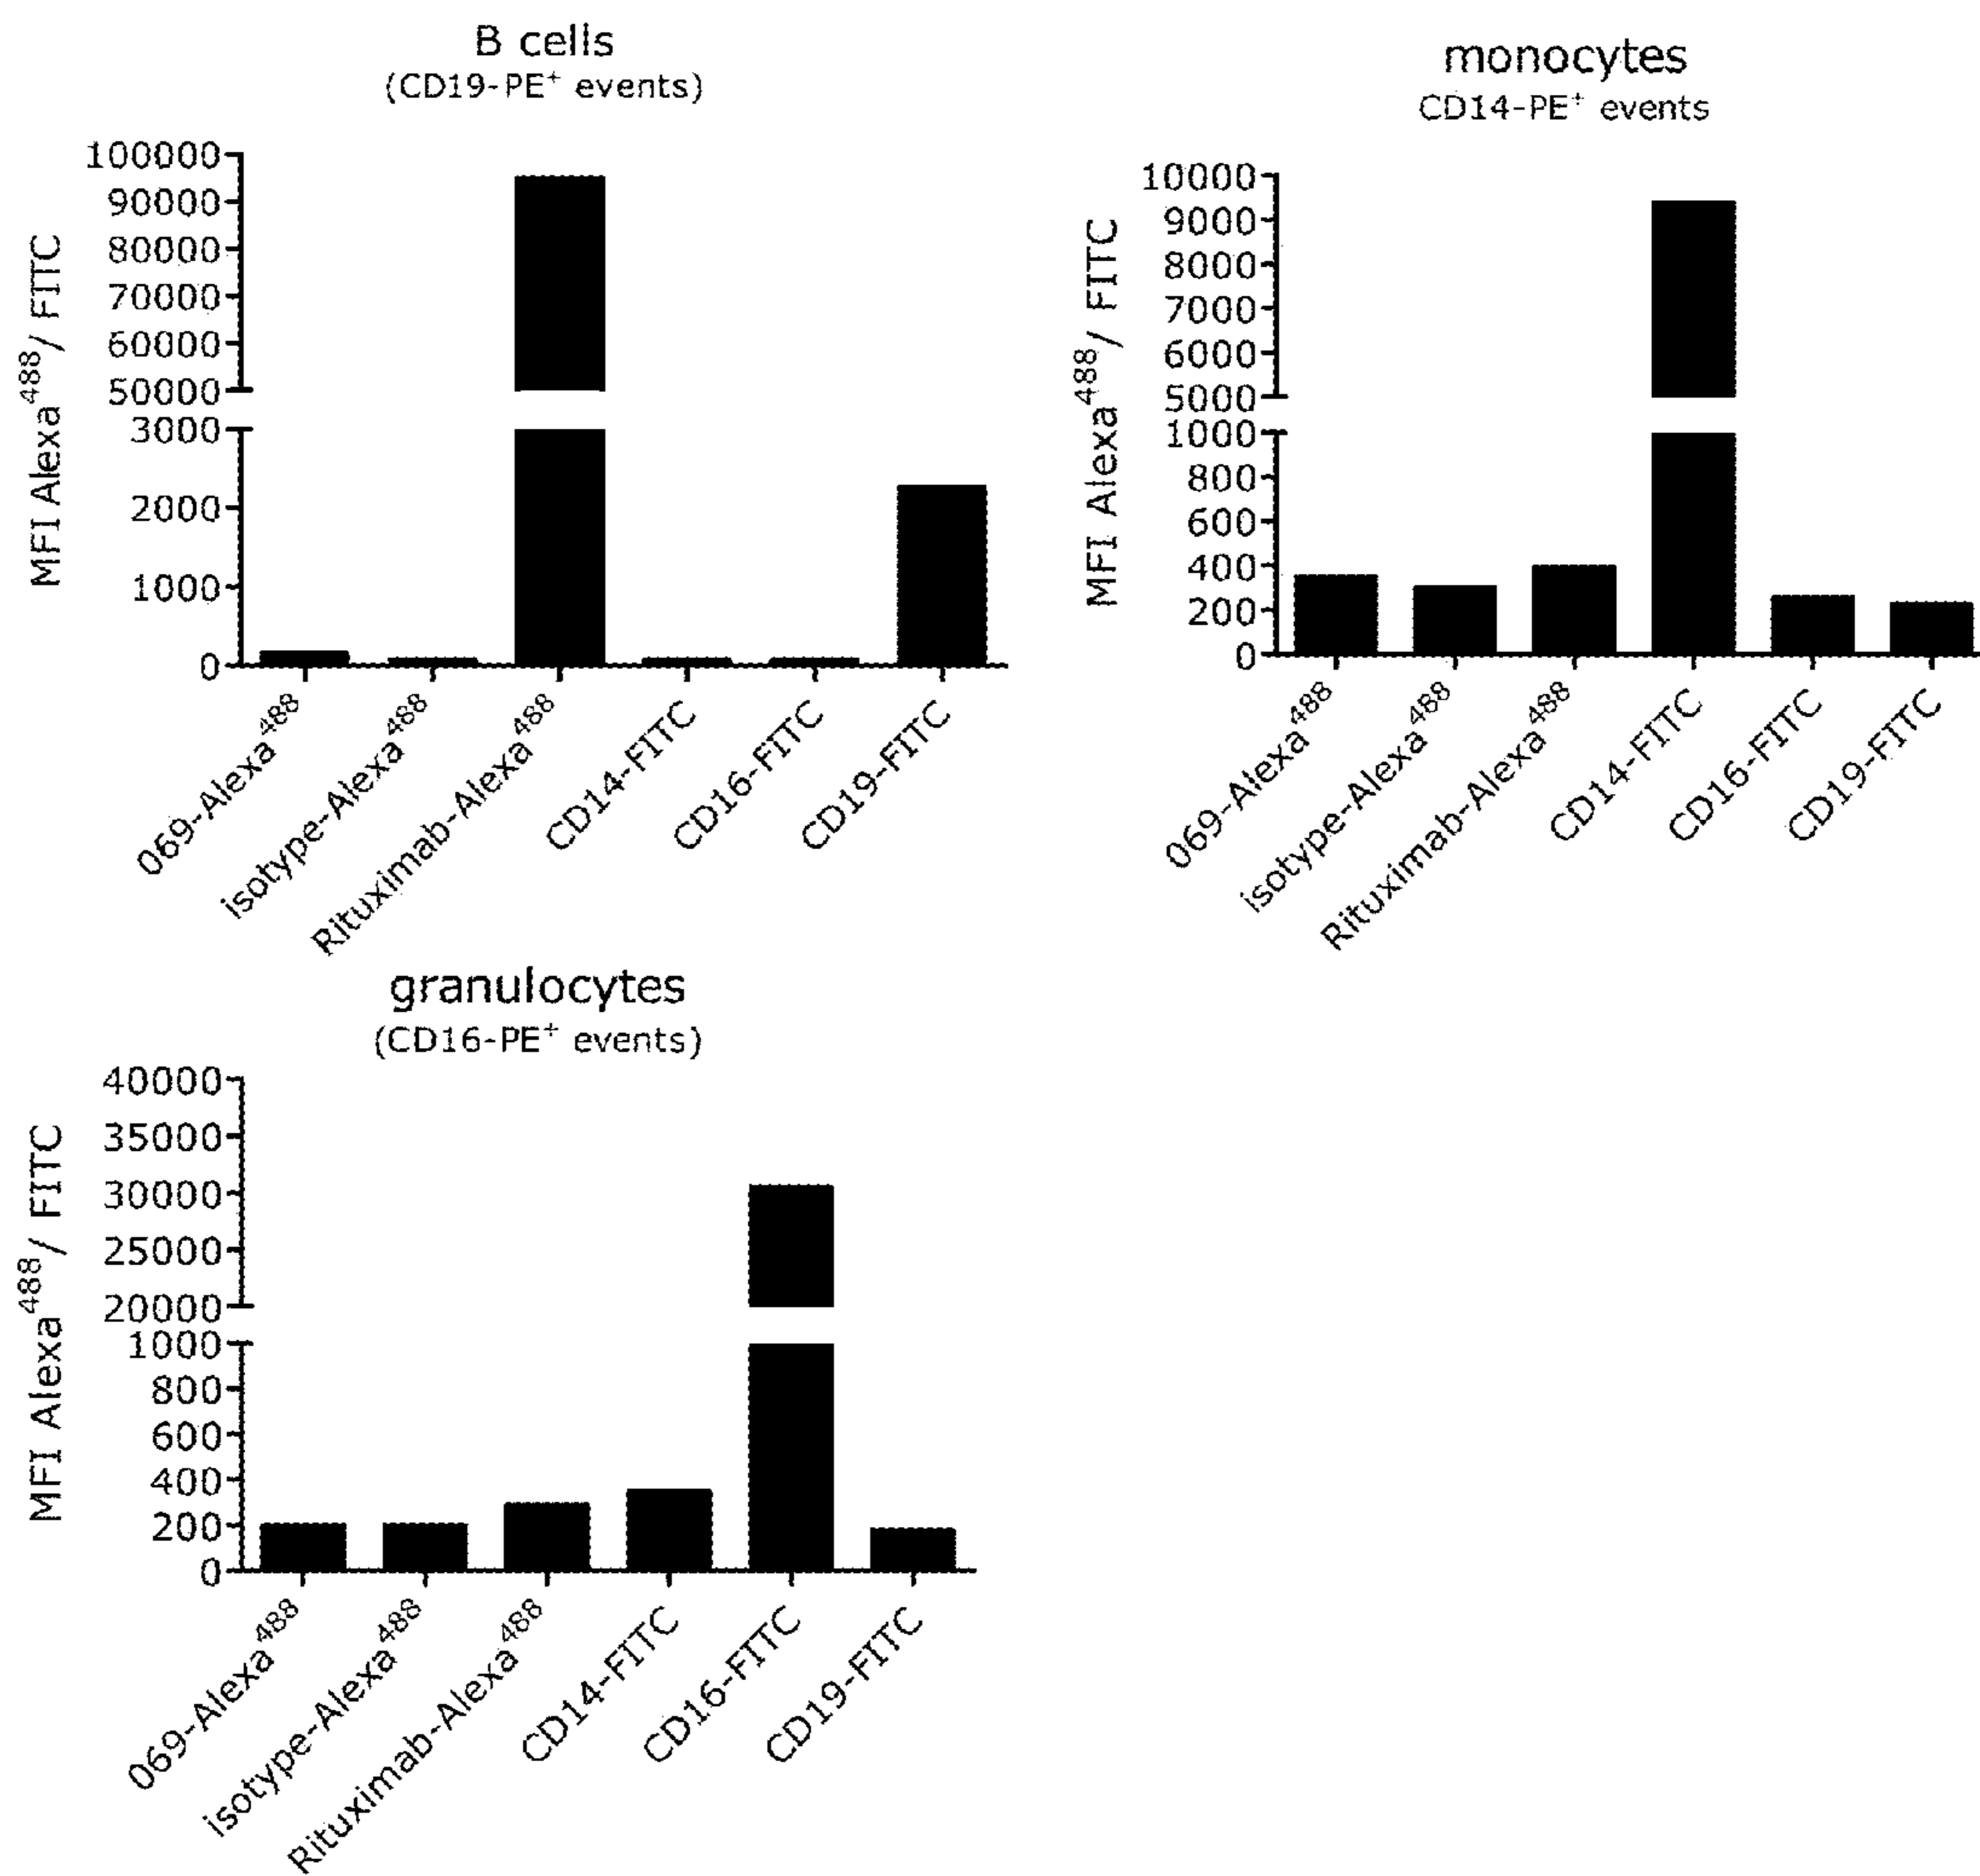 B cells
(CD19-PE⁺ events)
MFI Alexa⁴⁸⁸/ FITC
100000
90000
80000
70000
60000
50000
3000
2000
1000
0
069-Alexa⁴⁸⁸
isotype-Alexa⁴⁸⁸
Rituximab-Alexa⁴⁸⁸
CD14-FITC
CD16-FITC
CD19-FITC
monocytes
CD14-PE⁺ events
MFI Alexa⁴⁸⁸/ FITC
10000
9000
8000
7000
6000
5000
1000
800
600
400
200
0
069-Alexa⁴⁸⁸
isotype-Alexa⁴⁸⁸
Rituximab-Alexa⁴⁸⁸
CD14-FITC
CD16-FITC
CD19-FITC
granulocytes
(CD16-PE⁺ events)
MFI Alexa⁴⁸⁸/ FITC
40000
35000
30000
25000
20000
1000
800
600
400
200
0
069-Alexa⁴⁸⁸
isotype-Alexa⁴⁸⁸
Rituximab-Alexa⁴⁸⁸
CD14-FITC
CD16-FITC
CD19-FITC